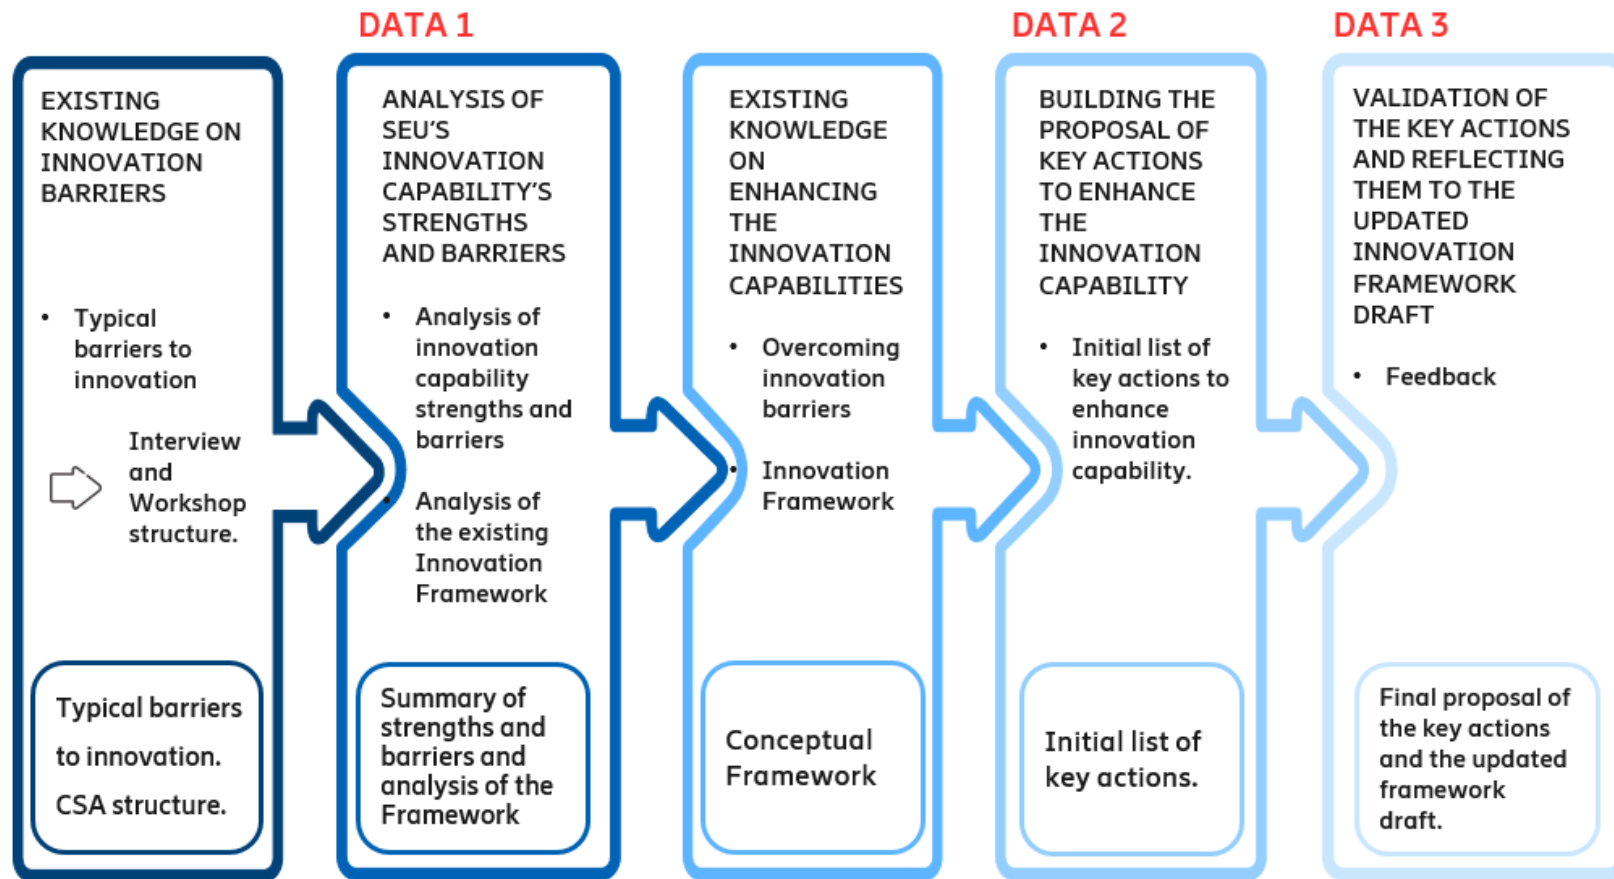 DATA 1
DATA 2
DATA 3
EXISTING
KNOWLEDGE ON
INNOVATION
BARRIERS
• Typical
barriers to
innovation
Interview
and
Workshop
structure.
Typical barriers
to innovation.
CSA structure.
ANALYSIS OF
SEU'S
INNOVATION
CAPABILITY'S
STRENGTHS
AND BARRIERS
• Analysis of
innovation
capability
strengths and
barriers
• Analysis of
the existing
Innovation
Framework
Summary of
strengths and
barriers and
analysis of the
Framework
EXISTING
KNOWLEDGE
ON
ENHANCING
THE
INNOVATION
CAPABILITIES
• Overcoming
innovation
barriers
• Innovation
Framework
Conceptual
Framework
BUILDING THE
PROPOSAL OF
KEY ACTIONS
TO ENHANCE
THE
INNOVATION
CAPABILITY
• Initial list of
key actions to
enhance
innovation
capability.
Initial list of
key actions.
VALIDATION OF
THE KEY ACTIONS
AND REFLECTING
THEM TO THE
UPDATED
INNOVATION
FRAMEWORK
DRAFT
• Feedback
Final proposal of
the key actions
and the updated
framework
draft.